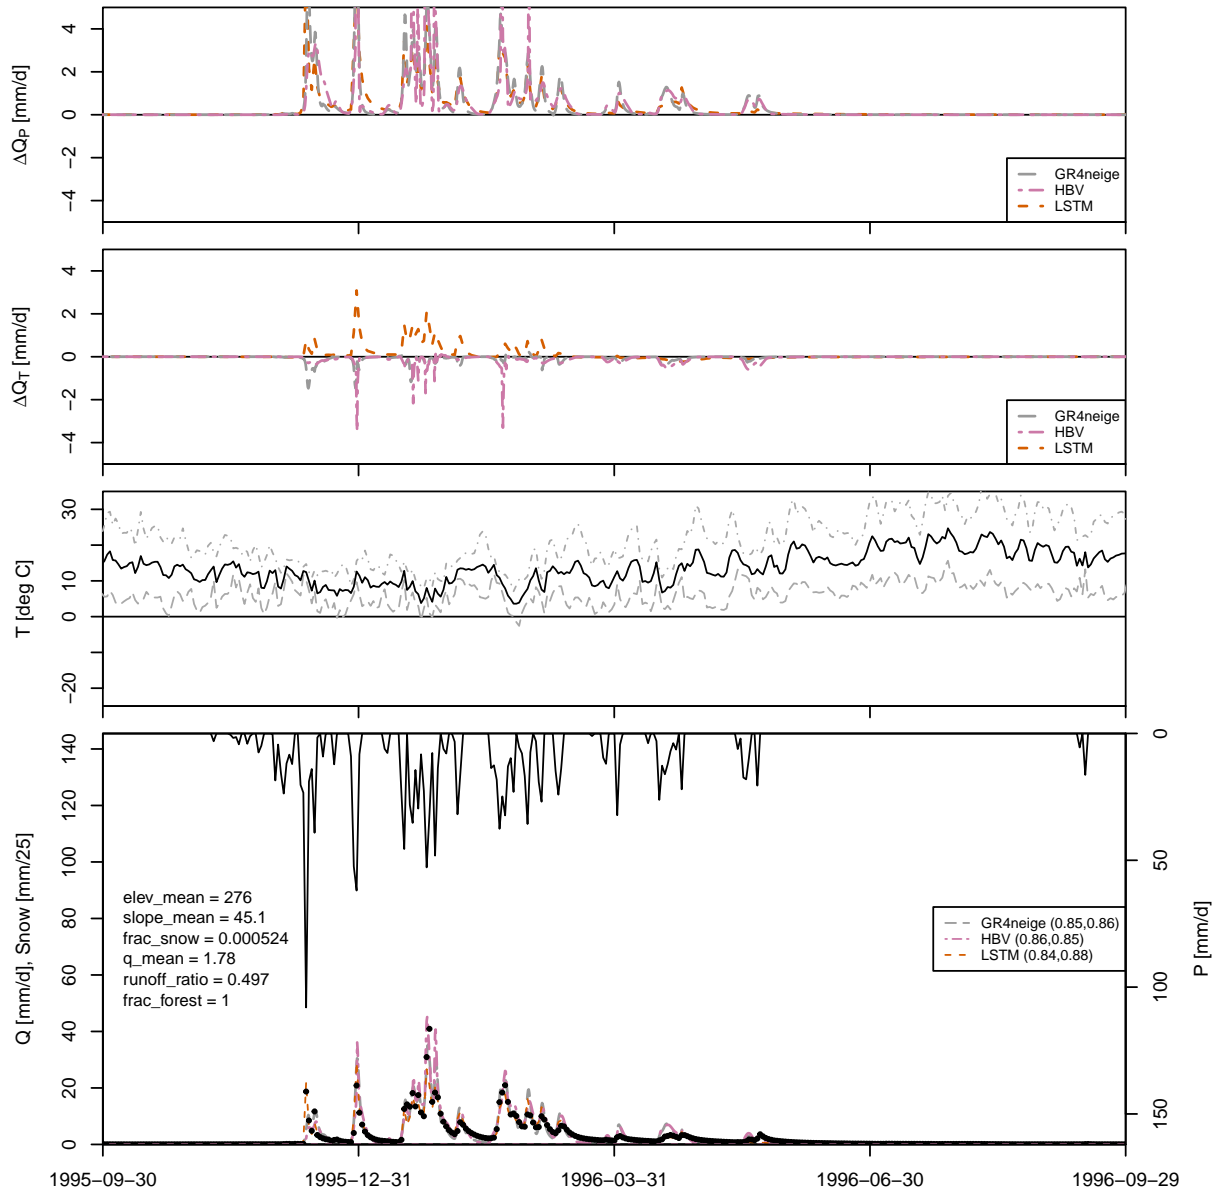 4
2
0
−2
−4
ΔQP [mm/d]
GR4neige
HBV
LSTM
4
2
0
−2
−4
ΔQT [mm/d]
GR4neige
HBV
LSTM
30
10
0
−20
T [deg C]
140
120
100
80
60
40
20
0
Q [mm/d], Snow [mm/25]
0
50
100
150
P [mm/d]
elev_mean = 276
slope_mean = 45.1
frac_snow = 0.000524
q_mean = 1.78
runoff_ratio = 0.497
frac_forest = 1
GR4neige (0.85,0.86)
HBV (0.86,0.85)
LSTM (0.84,0.88)
1995−09−30
1995−12−31
1996−03−31
1996−06−30
1996−09−29